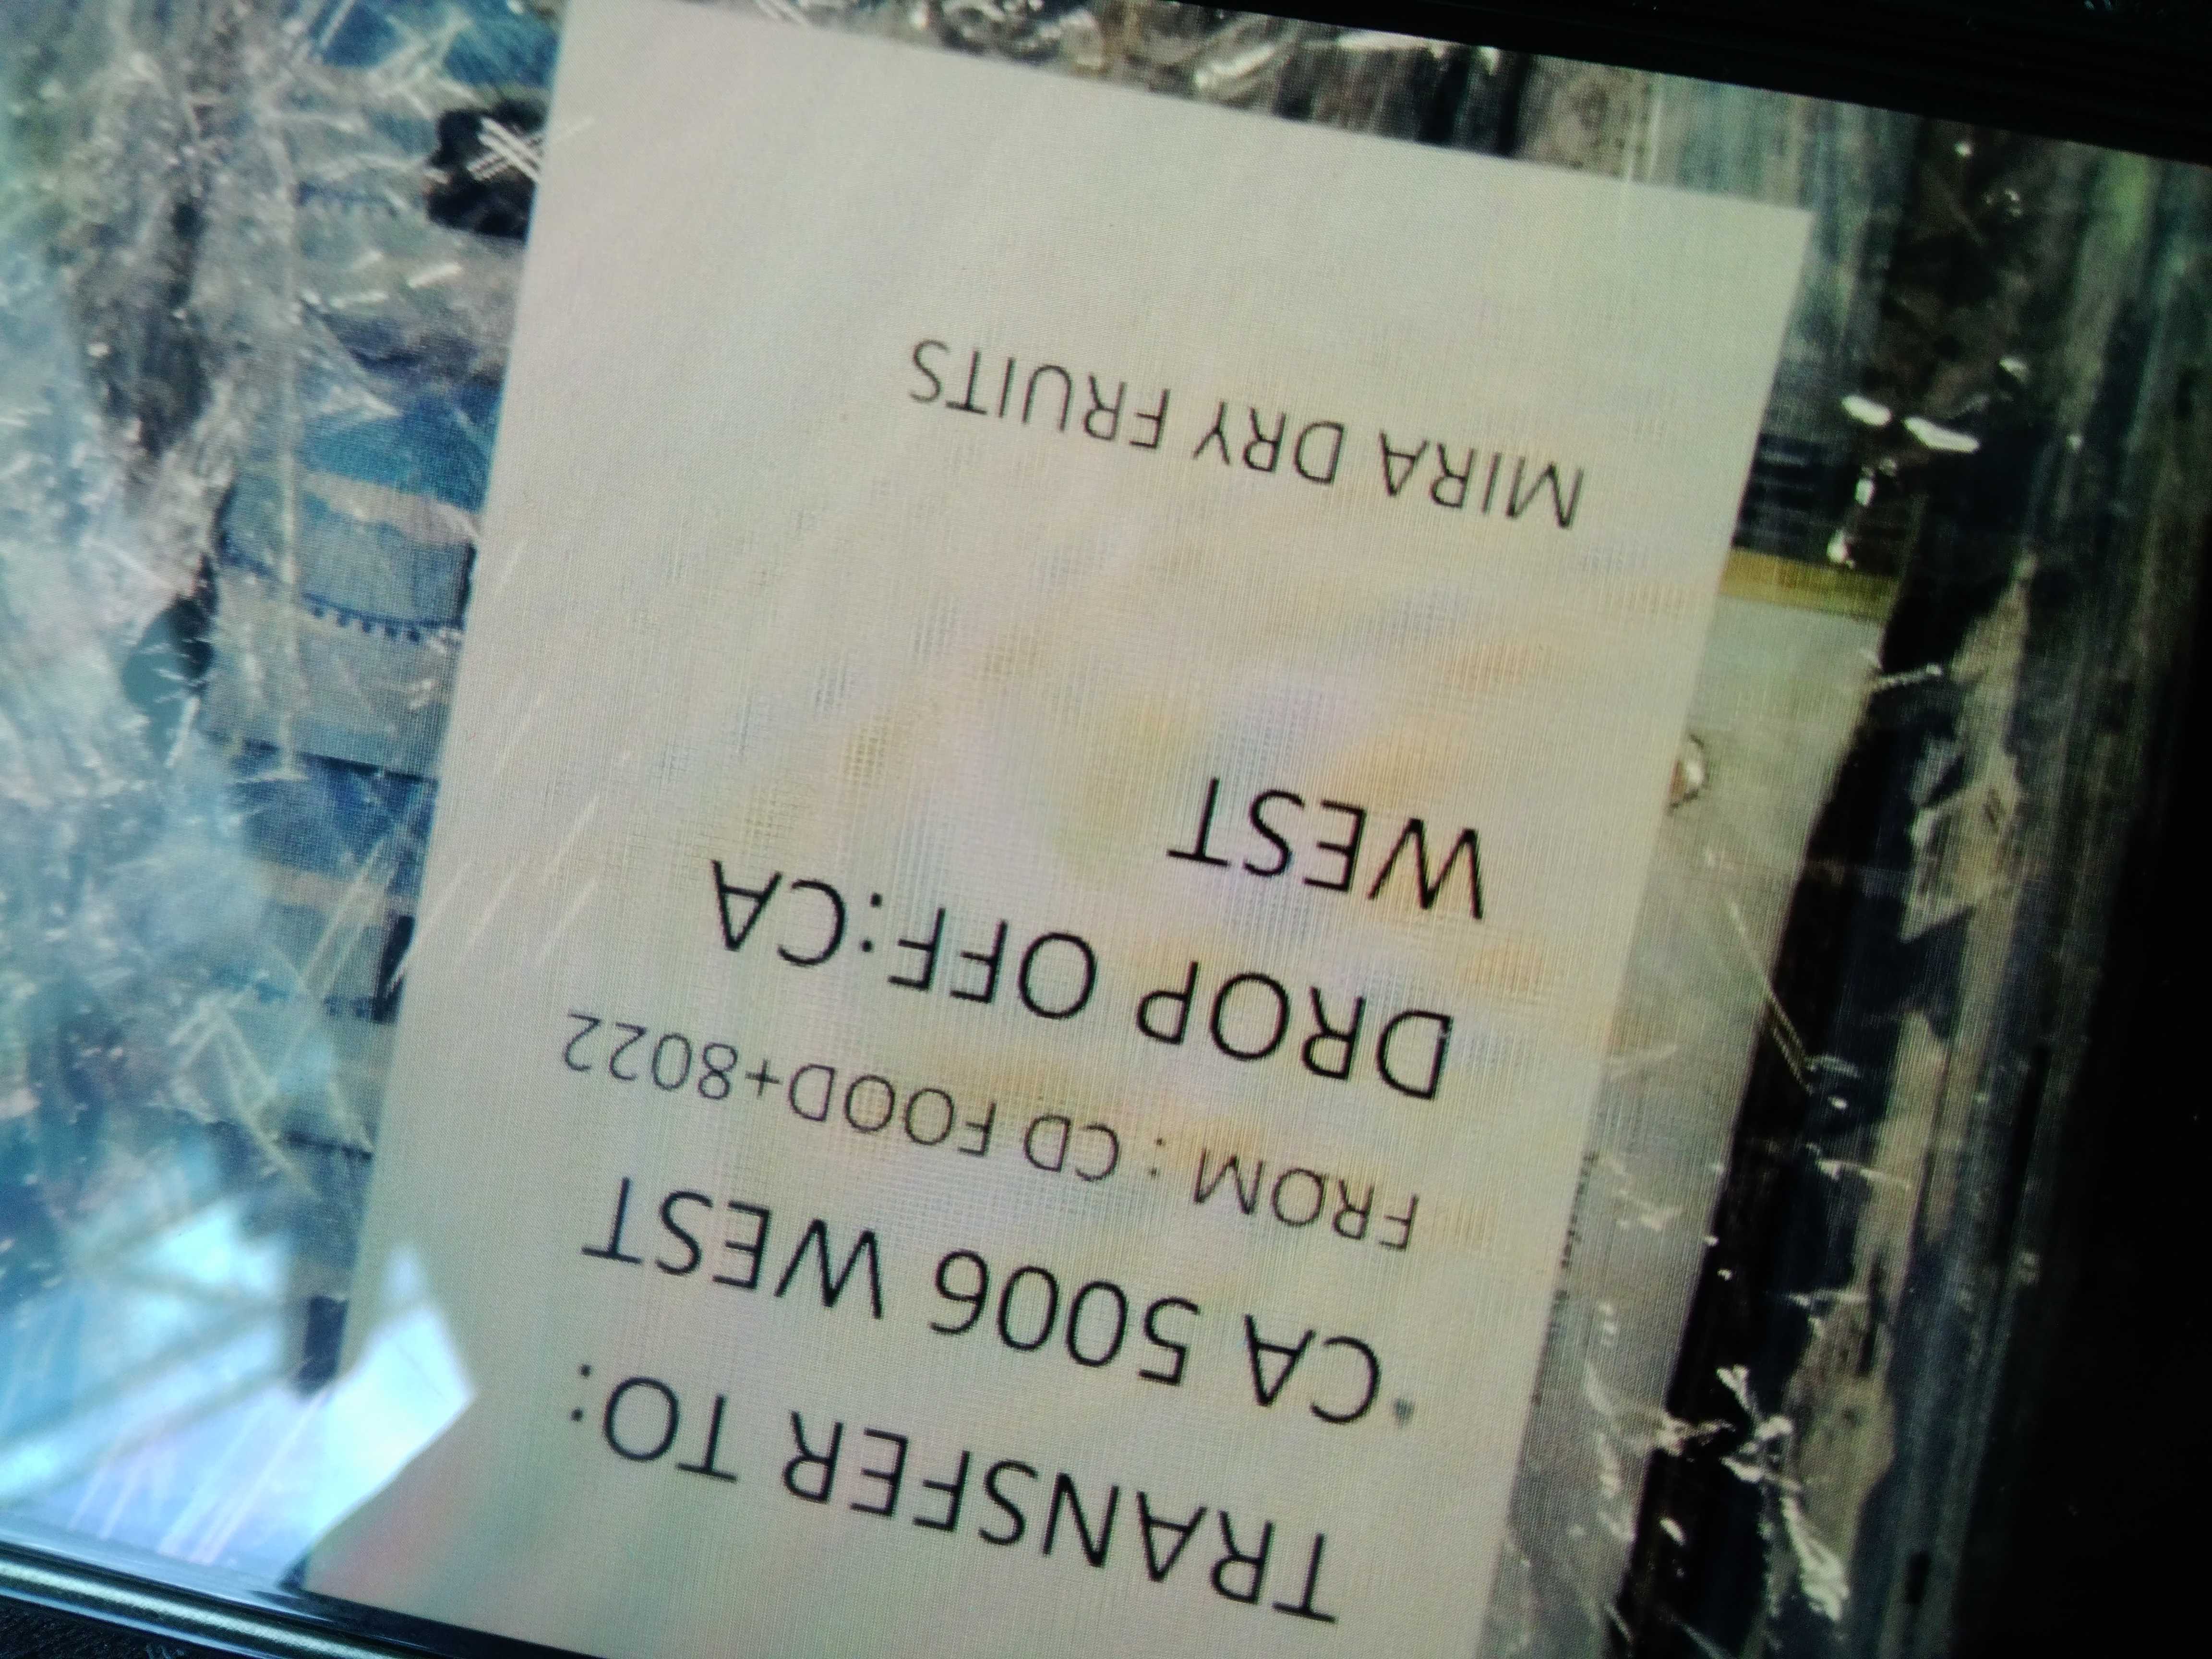 TRANSFER TO:
*CA 5006 WEST
FROM : CD FOOD+8022
DROP OFF:CA
WEST
MIRA DRY FRUITS